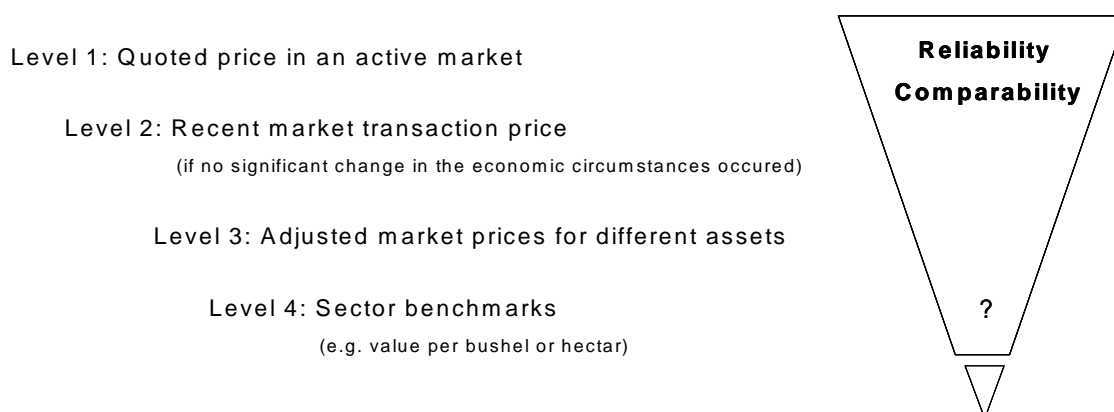 Level 1: Quoted price in an active market
Reliability
Comparability
Level 2: Recent market transaction price
(if no significant change in the economic circumstances occured)
Level 3: Adjusted market prices for different assets
Level 4: Sector benchmarks
?
(e.g. value per bushel or hectar)